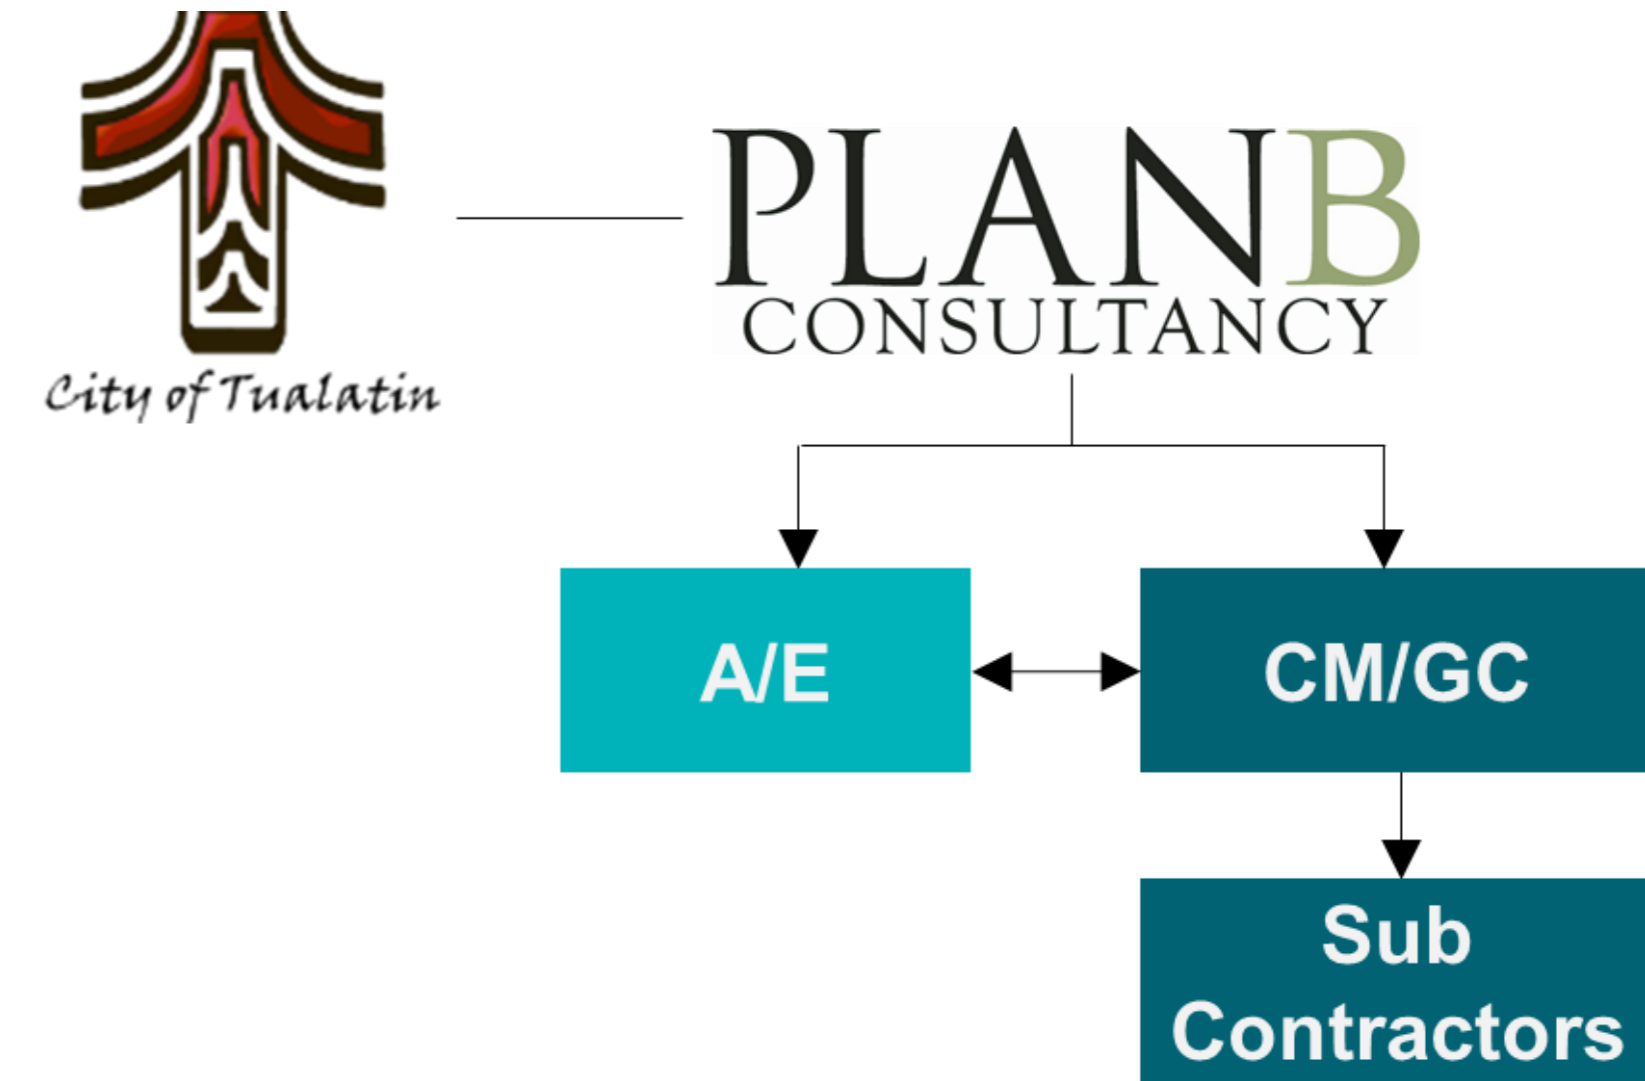 PLANB
CONSULTANCY
City of Tualatin
A/E
CM/GC
Sub
Contractors